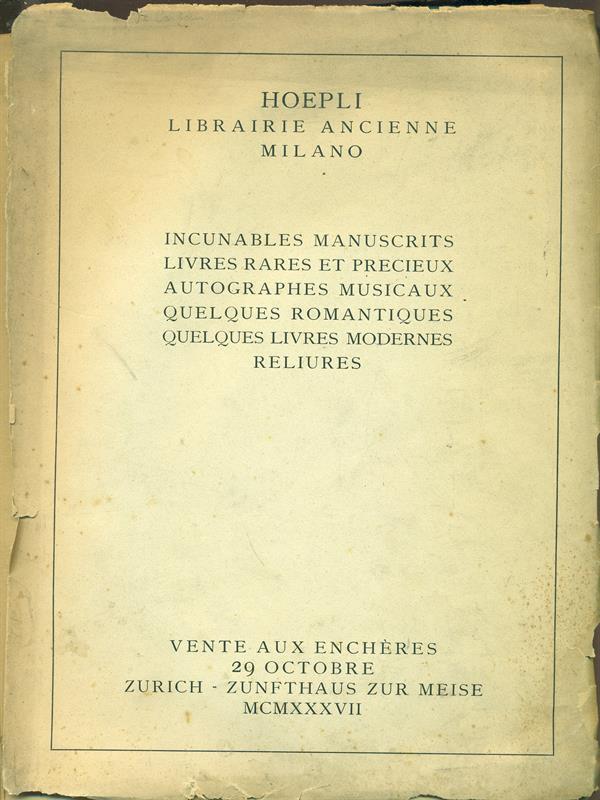 HOEPLI
LIBRAIRIE ANCIENNE
MILANO
INCUNABLES MANUSCRITS
LIVRES RARES ET PRECIEUX
AUTOGRAPHES MUSICAUX
QUELQUES ROMANTIQUES
QUELQUES LIVRES MODERNES
RELIURES
VENTE AUX ENCHÈRES
29 OCTOBRE
ZURICH - ZUNFTHAUS ZUR MEISE
MCMXXXVII